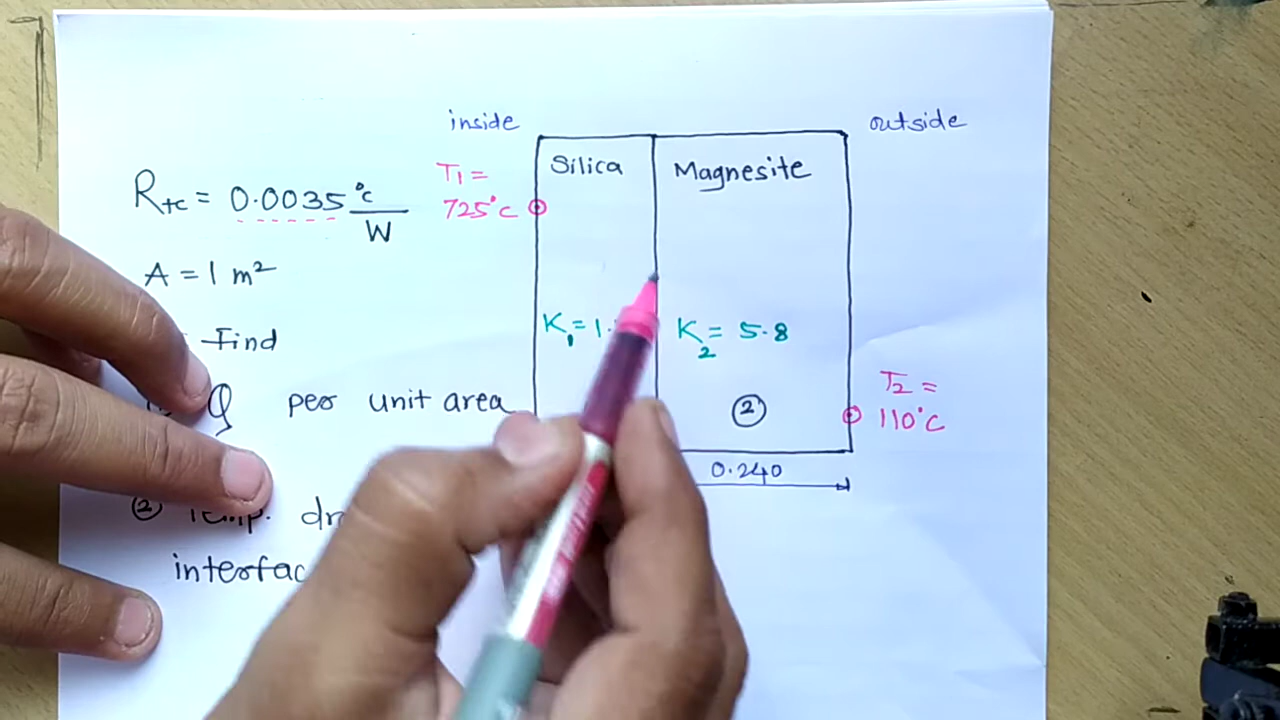 inside
outside
Silica
Magnesite
T1 =
725°C
Rtc = 0.0035 °C
W
A = 1 m²
Find
K1 = 1.
K2 = 5.8
T2 =
110°C
Q per unit area
②
0.240
② Temp.